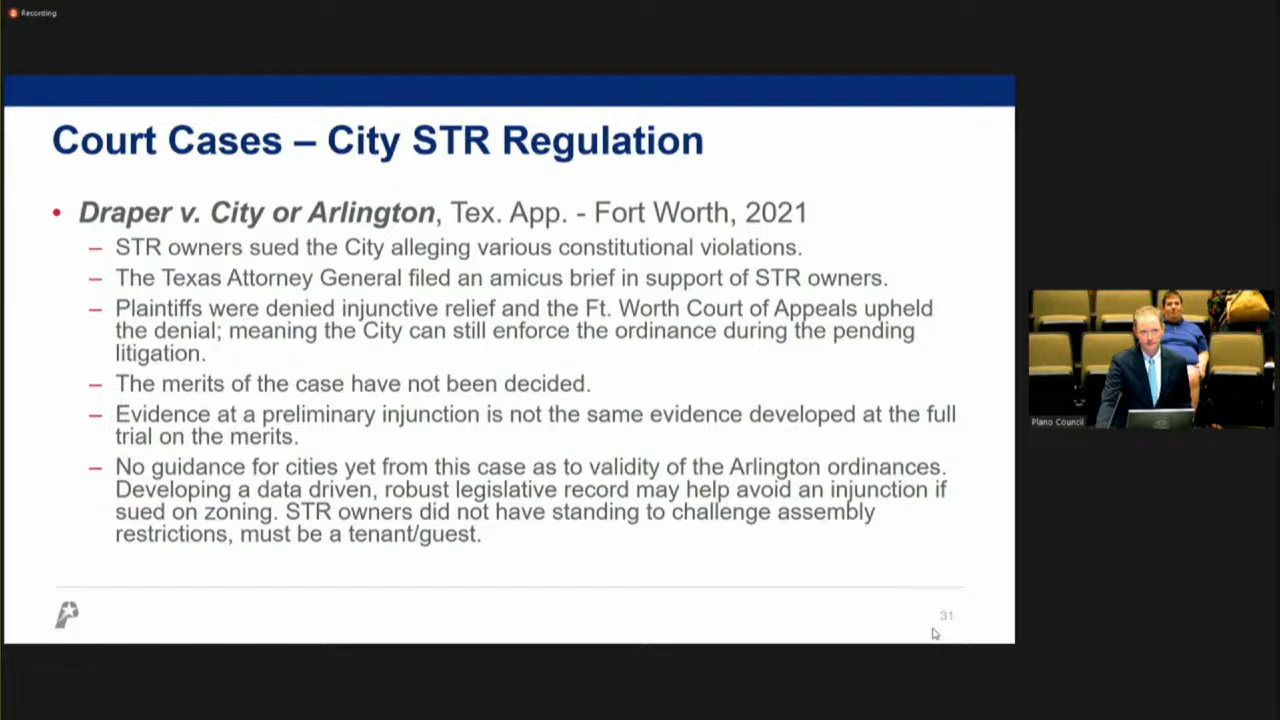 Recording
Court Cases – City STR Regulation
• Draper v. City or Arlington, Tex. App. - Fort Worth, 2021
– STR owners sued the City alleging various constitutional violations.
– The Texas Attorney General filed an amicus brief in support of STR owners.
– Plaintiffs were denied injunctive relief and the Ft. Worth Court of Appeals upheld
the denial; meaning the City can still enforce the ordinance during the pending
litigation.
– The merits of the case have not been decided.
– Evidence at a preliminary injunction is not the same evidence developed at the full
trial on the merits.
– No guidance for cities yet from this case as to validity of the Arlington ordinances.
Developing a data driven, robust legislative record may help avoid an injunction if
sued on zoning. STR owners did not have standing to challenge assembly
restrictions, must be a tenant/guest.
31
Plano Council